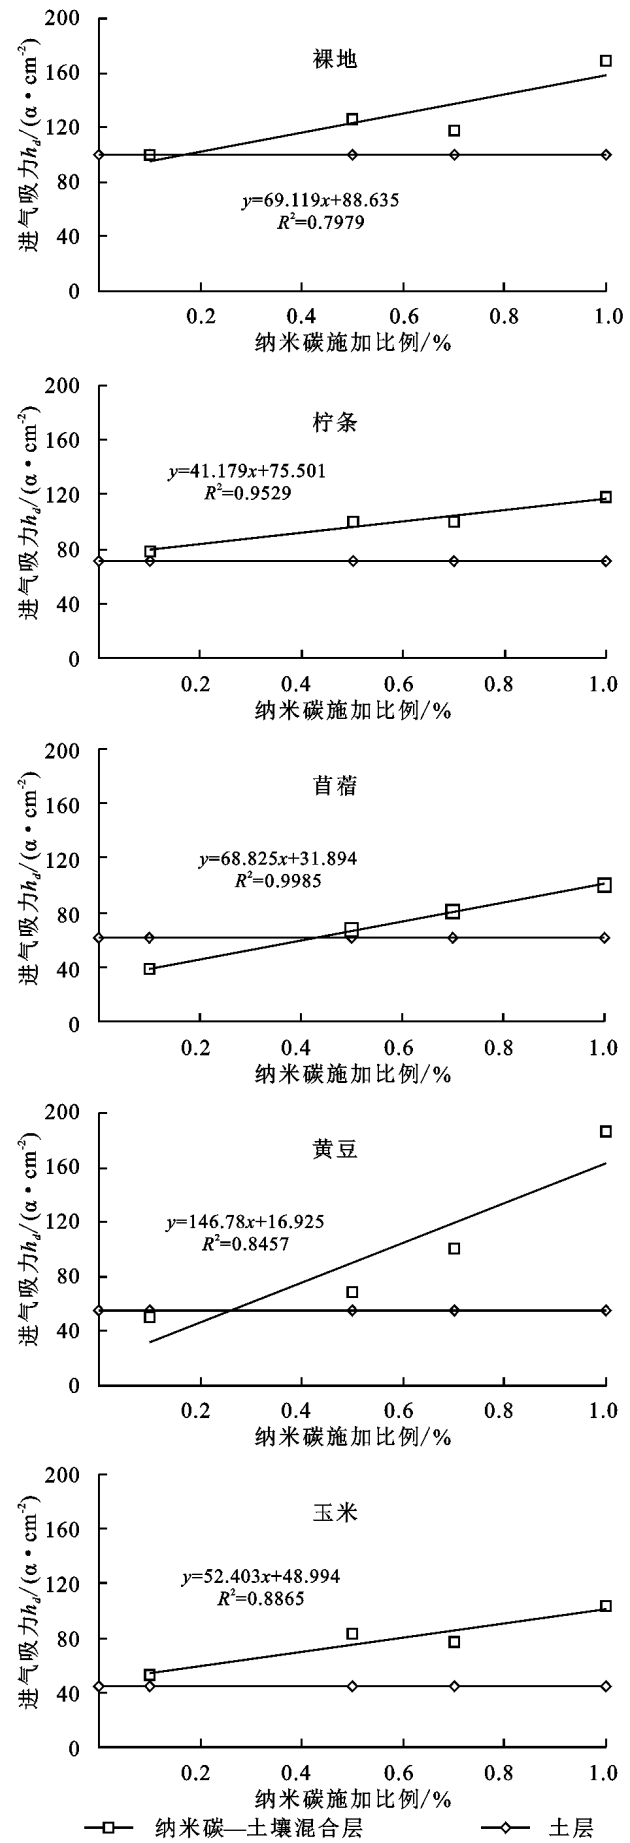 200
160
120
80
40
0
进气吸力hd/(α·cm-2)
裸地
y=69.119x+88.635
R2=0.7979
0.2 0.4 0.6 0.8 1.0
纳米碳施加比例/%
200
160
120
80
40
0
进气吸力hd/(α·cm-2)
柠条
y=41.179x+75.501
R2=0.9529
0.2 0.4 0.6 0.8 1.0
纳米碳施加比例/%
200
160
120
80
40
0
进气吸力hd/(α·cm-2)
苜蓿
y=68.825x+31.894
R2=0.9985
0.2 0.4 0.6 0.8 1.0
纳米碳施加比例/%
200
160
120
80
40
0
进气吸力hd/(α·cm-2)
黄豆
y=146.78x+16.925
R2=0.8457
0.2 0.4 0.6 0.8 1.0
纳米碳施加比例/%
200
160
120
80
40
0
进气吸力hd/(α·cm-2)
玉米
y=52.403x+48.994
R2=0.8865
0.2 0.4 0.6 0.8 1.0
纳米碳施加比例/%
纳米碳—土壤混合层 土层